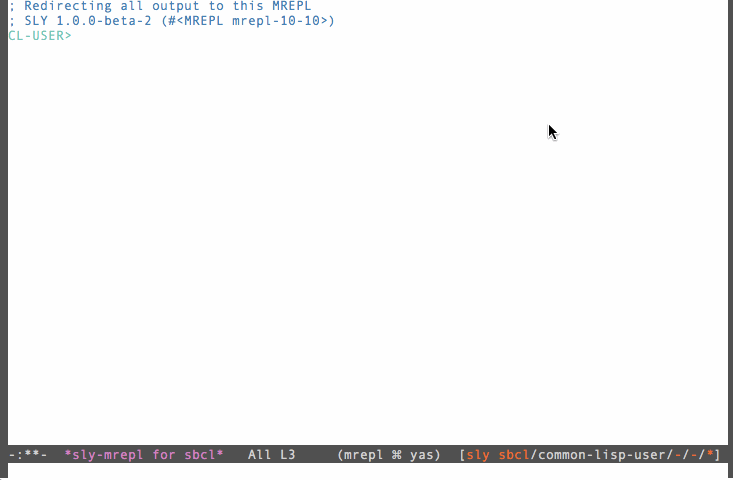 ; Redirecting all output to this MREPL
; SLY 1.0.0-beta-2 (#<MREPL mrepl-10-10>)
CL-USER>
-:**-  *sly-mrepl for sbcl*   All L3     (mrepl ⌘ yas)  [sly sbcl/common-lisp-user/-/-/*]